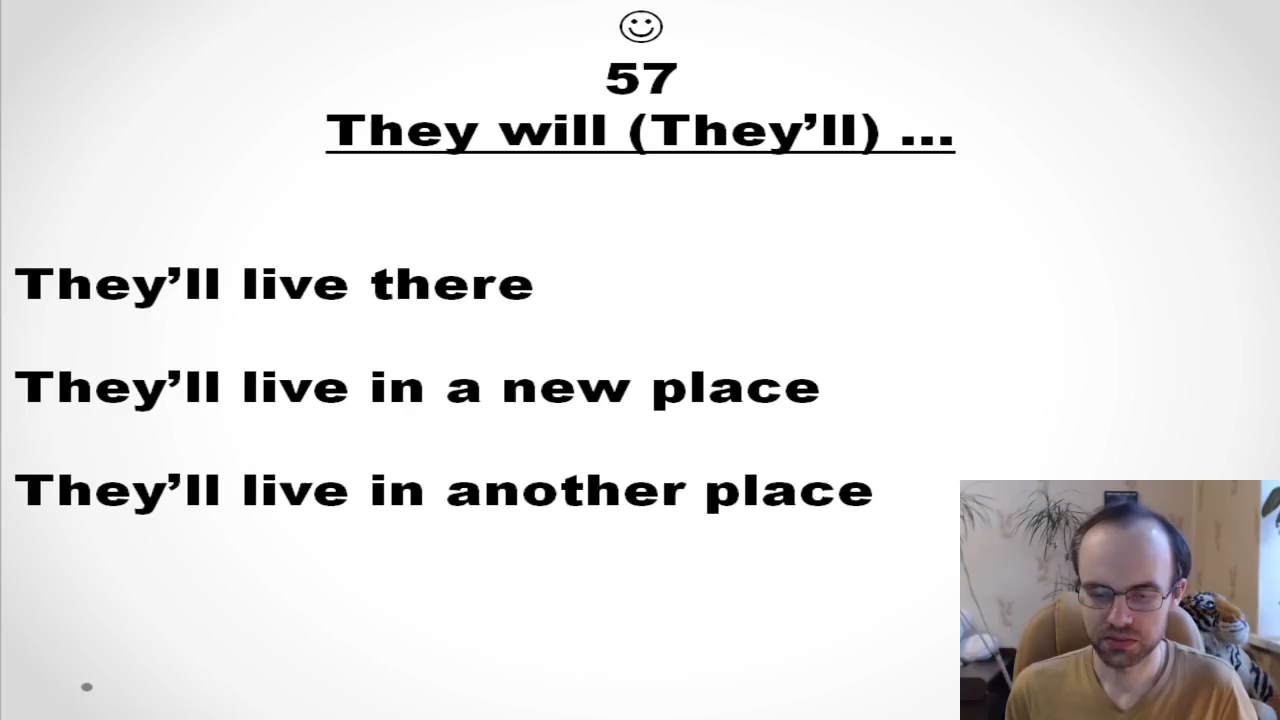 57
They will (They’ll) ...
They’ll live there
They’ll live in a new place
They’ll live in another place